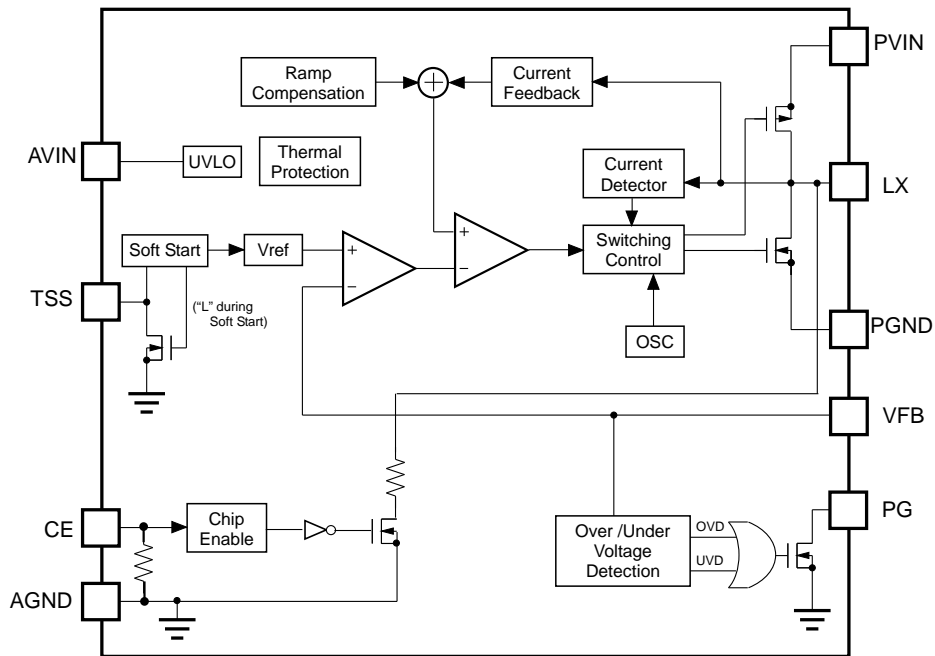 PVIN
Ramp
Compensation
+
Current
Feedback
AVIN
UVLO
Thermal
Protection
Current
Detector
LX
Soft Start
Vref
+
−
+
−
Switching
Control
TSS
("L" during
Soft Start)
OSC
PGND
VFB
CE
Chip
Enable
Over /Under
Voltage
Detection
OVD
UVD
PG
AGND